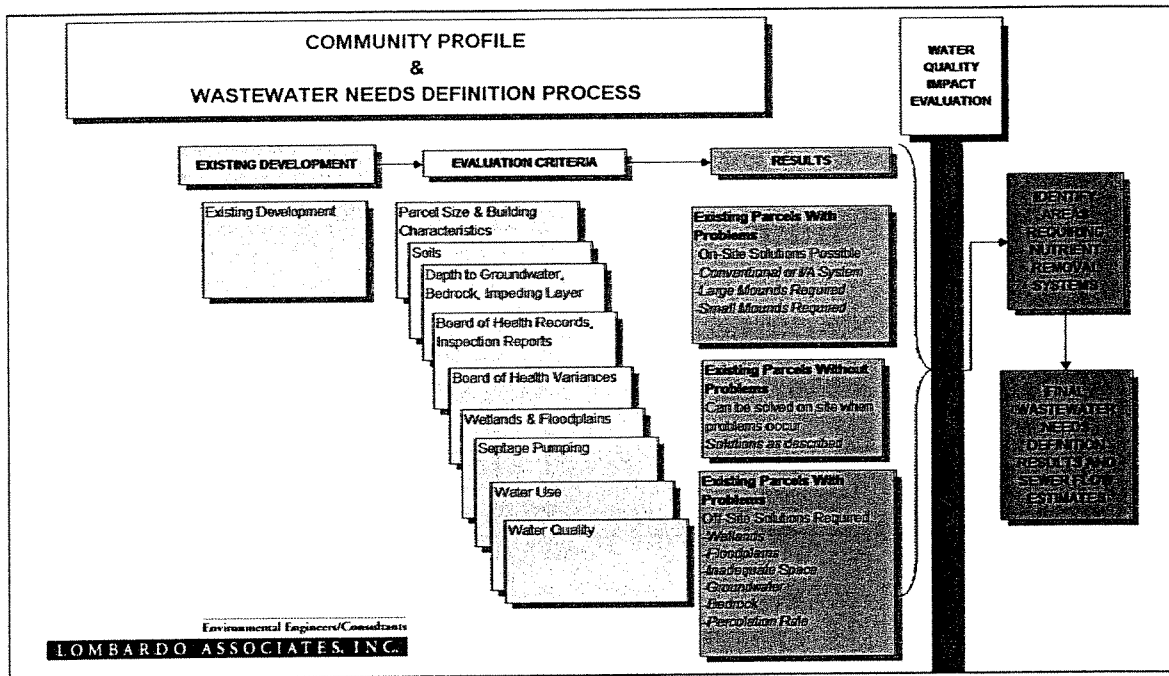 COMMUNITY PROFILE
&
WASTEWATER NEEDS DEFINITION PROCESS
WATER
QUALITY
IMPACT
EVALUATION
EXISTING DEVELOPMENT
EVALUATION CRITERIA
RESULTS
Existing Development
Parcel Size & Building
Characteristics
Soils
Depth to Groundwater,
Bedrock, Impeding Layer
Board of Health Records,
Inspection Reports
Board of Health Variances
Wetlands & Floodplains
Septage Pumping
Water Use
Water Quality
Existing Parcels With
Problems
On-Site Solutions Possible
-Conventional or I/A System
-Large Mounds Required
-Small Mounds Required
Existing Parcels Without
Problems
Can be solved on site when
problems occur
-Solutions as described
Existing Parcels With
Problems
Off-Site Solutions Required
-Wetlands
-Floodplains
-Inadequate Space
-Groundwater
-Bedrock
-Percolation Rate
IDENTIFY
AREAS
REQUIRING
NUTRIENT
REMOVAL
SYSTEMS
FINAL
WASTEWATER
NEEDS
DEFINITION
RESULTS AND
SEWER FLOW
ESTIMATES
Environmental Engineers/Consultants
LOMBARDO ASSOCIATES, INC.